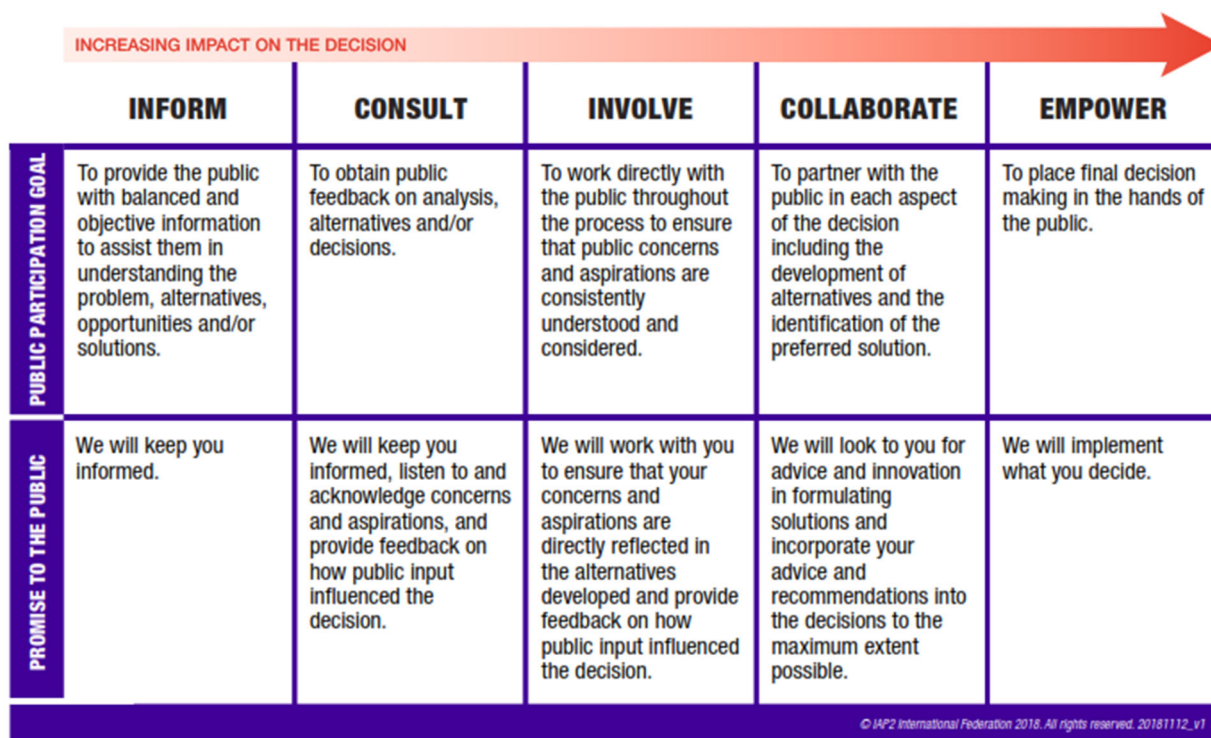 INCREASING IMPACT ON THE DECISION
INFORM
CONSULT
INVOLVE
COLLABORATE
EMPOWER
PUBLIC PARTICIPATION GOAL
To provide the public
with balanced and
objective information
to assist them in
understanding the
problem, alternatives,
opportunities and/or
solutions.
To obtain public
feedback on analysis,
alternatives and/or
decisions.
To work directly with
the public throughout
the process to ensure
that public concerns
and aspirations are
consistently
understood and
considered.
To partner with the
public in each aspect
of the decision
including the
development of
alternatives and the
identification of the
preferred solution.
To place final decision
making in the hands of
the public.
PROMISE TO THE PUBLIC
We will keep you
informed.
We will keep you
informed, listen to and
acknowledge concerns
and aspirations, and
provide feedback on
how public input
influenced the
decision.
We will work with you
to ensure that your
concerns and
aspirations are
directly reflected in
the alternatives
developed and provide
feedback on how
public input influenced
the decision.
We will look to you for
advice and innovation
in formulating
solutions and
incorporate your
advice and
recommendations into
the decisions to the
maximum extent
possible.
We will implement
what you decide.
© IAP2 International Federation 2018. All rights reserved. 20181112_v1